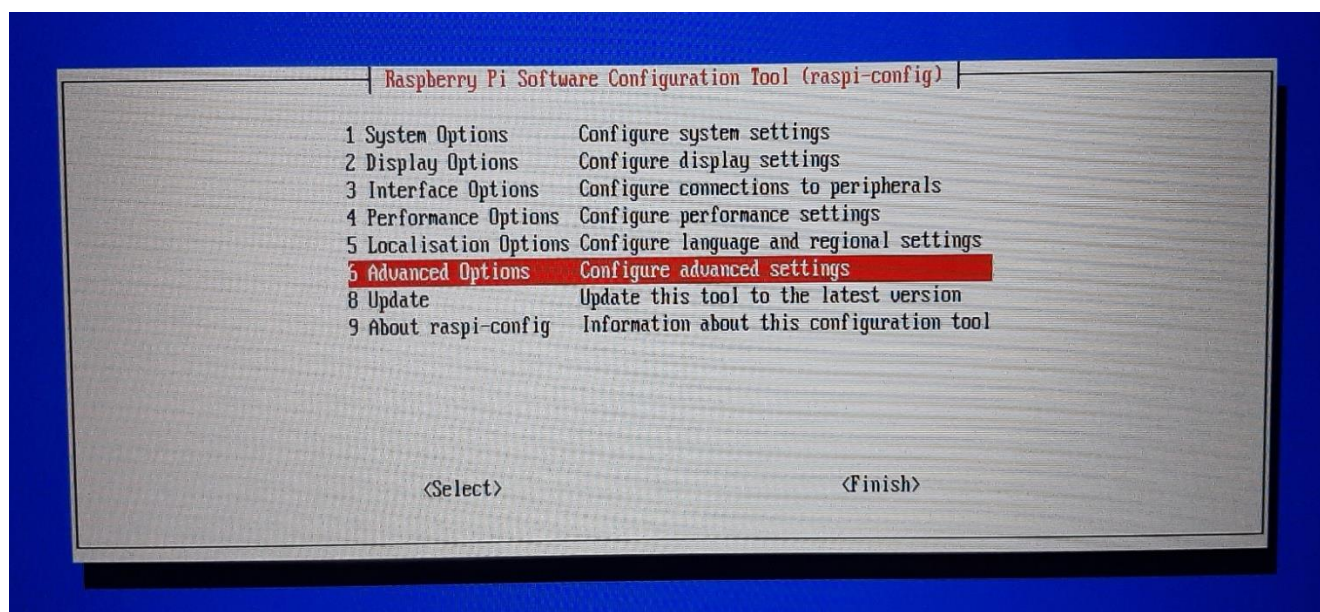 Raspberry Pi Software Configuration Tool (raspi-config)
1 System Options Configure system settings
2 Display Options Configure display settings
3 Interface Options Configure connections to peripherals
4 Performance Options Configure performance settings
5 Localisation Options Configure language and regional settings
6 Advanced Options Configure advanced settings
8 Update Update this tool to the latest version
9 About raspi-config Information about this configuration tool
<Select> <Finish>